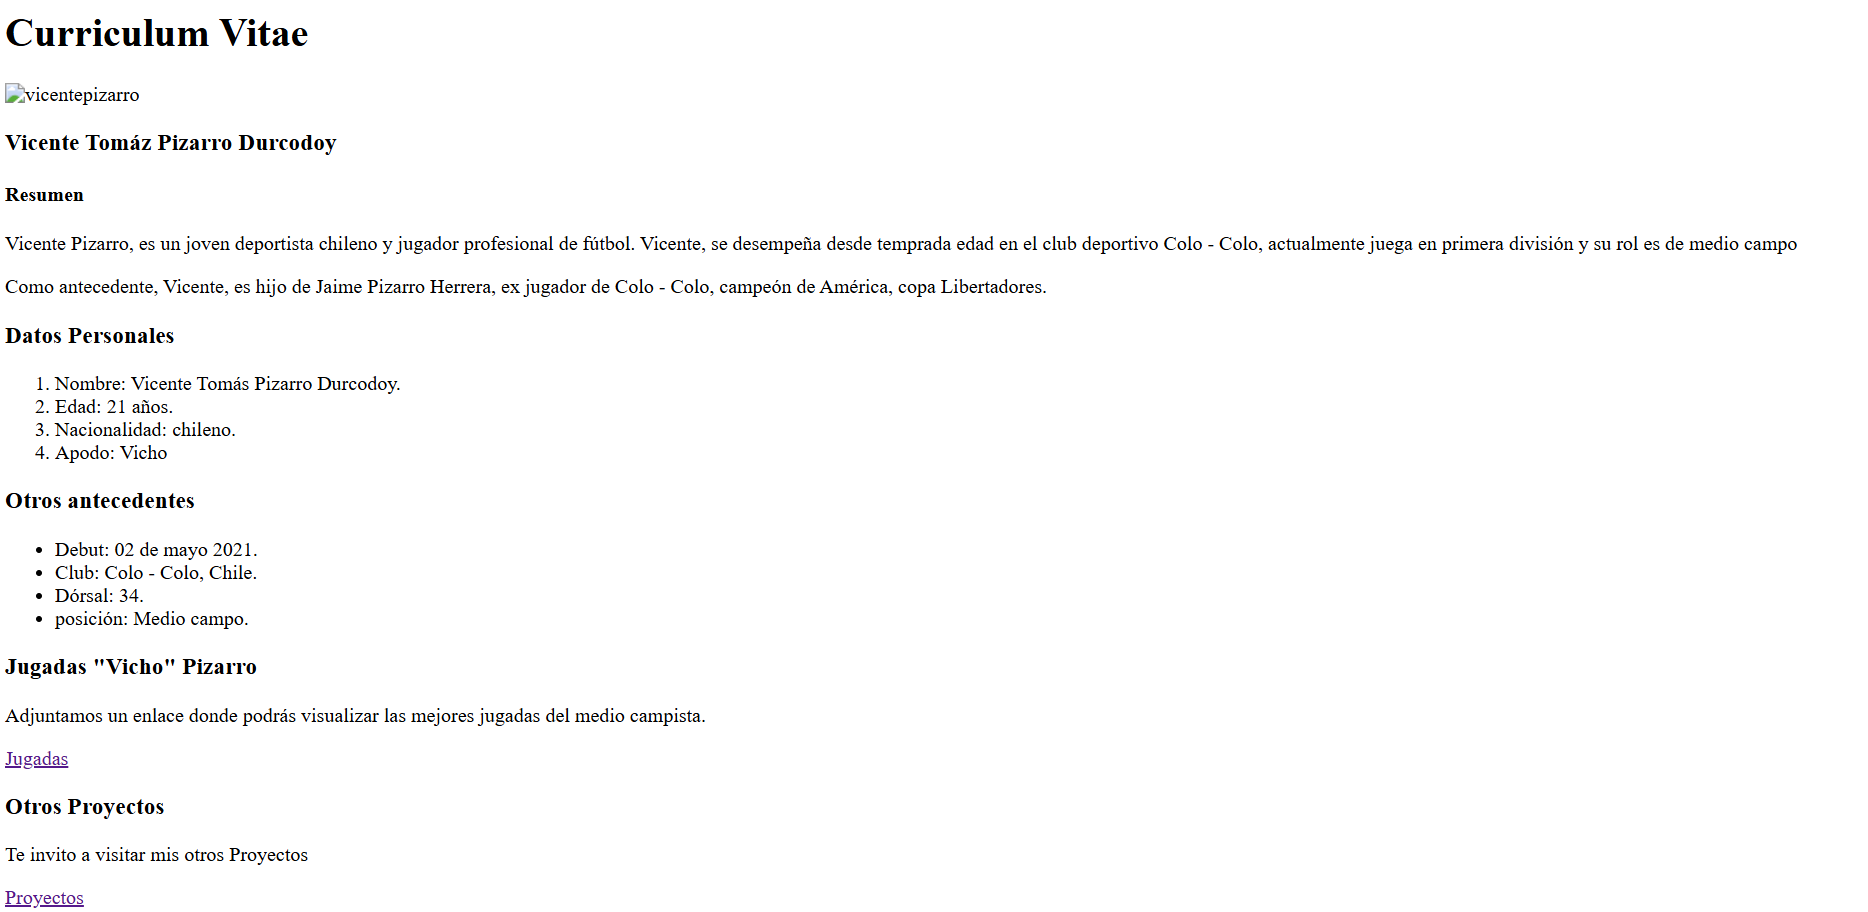 Curriculum Vitae
vicentepizarro
Vicente Tomáz Pizarro Durcodoy
Resumen
Vicente Pizarro, es un joven deportista chileno y jugador profesional de fútbol. Vicente, se desempeña desde temprada edad en el club deportivo Colo - Colo, actualmente juega en primera división y su rol es de medio campo
Como antecedente, Vicente, es hijo de Jaime Pizarro Herrera, ex jugador de Colo - Colo, campeón de América, copa Libertadores.
Datos Personales
1. Nombre: Vicente Tomás Pizarro Durcodoy.
2. Edad: 21 años.
3. Nacionalidad: chileno.
4. Apodo: Vicho
Otros antecedentes
• Debut: 02 de mayo 2021.
• Club: Colo - Colo, Chile.
• Dórsal: 34.
• posición: Medio campo.
Jugadas "Vicho" Pizarro
Adjuntamos un enlace donde podrás visualizar las mejores jugadas del medio campista.
Jugadas
Otros Proyectos
Te invito a visitar mis otros Proyectos
Proyectos